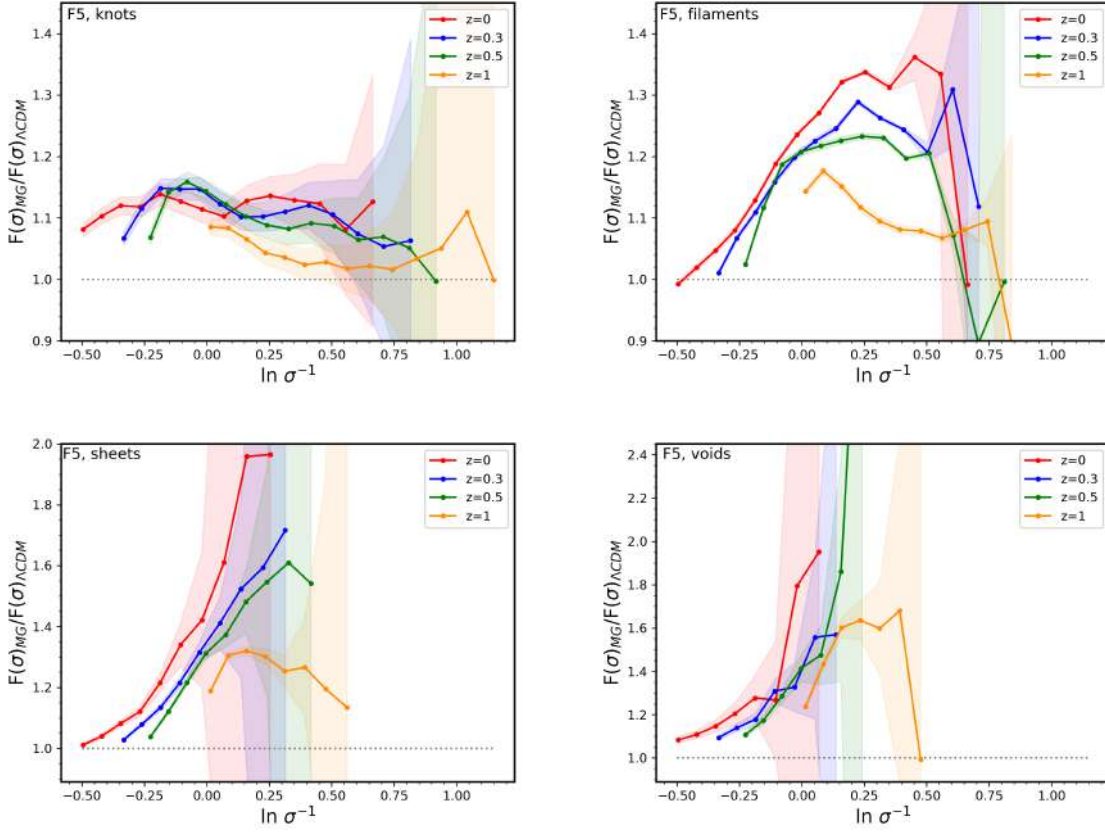 F5, knots
z=0
z=0.3
z=0.5
z=1
1.4
1.3
1.2
1.1
1.0
0.9
F(σ)MG/F(σ)ΛCDM
−0.50 −0.25 0.00 0.25 0.50 0.75 1.00
ln σ⁻¹
F5, filaments
z=0
z=0.3
z=0.5
z=1
1.4
1.3
1.2
1.1
1.0
0.9
F(σ)MG/F(σ)ΛCDM
−0.50 −0.25 0.00 0.25 0.50 0.75 1.00
ln σ⁻¹
F5, sheets
z=0
z=0.3
z=0.5
z=1
2.0
1.8
1.6
1.4
1.2
1.0
F(σ)MG/F(σ)ΛCDM
−0.50 −0.25 0.00 0.25 0.50 0.75 1.00
ln σ⁻¹
F5, voids
z=0
z=0.3
z=0.5
z=1
2.4
2.2
2.0
1.8
1.6
1.4
1.2
1.0
F(σ)MG/F(σ)ΛCDM
−0.50 −0.25 0.00 0.25 0.50 0.75 1.00
ln σ⁻¹